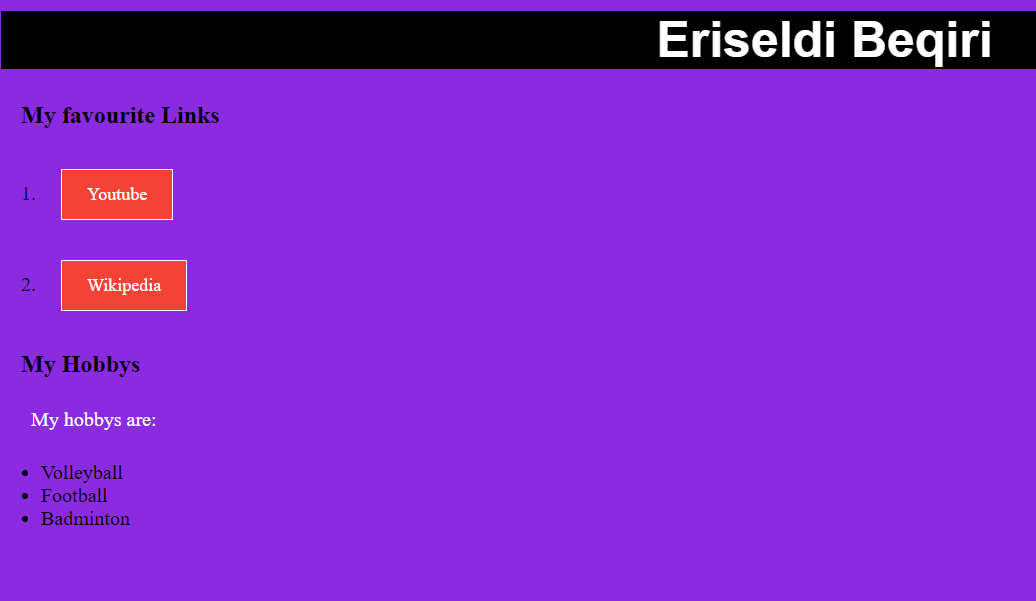 Eriseldi Beqiri
My favourite Links
1. Youtube
2. Wikipedia
My Hobbys
My hobbys are:
• Volleyball
• Football
• Badminton